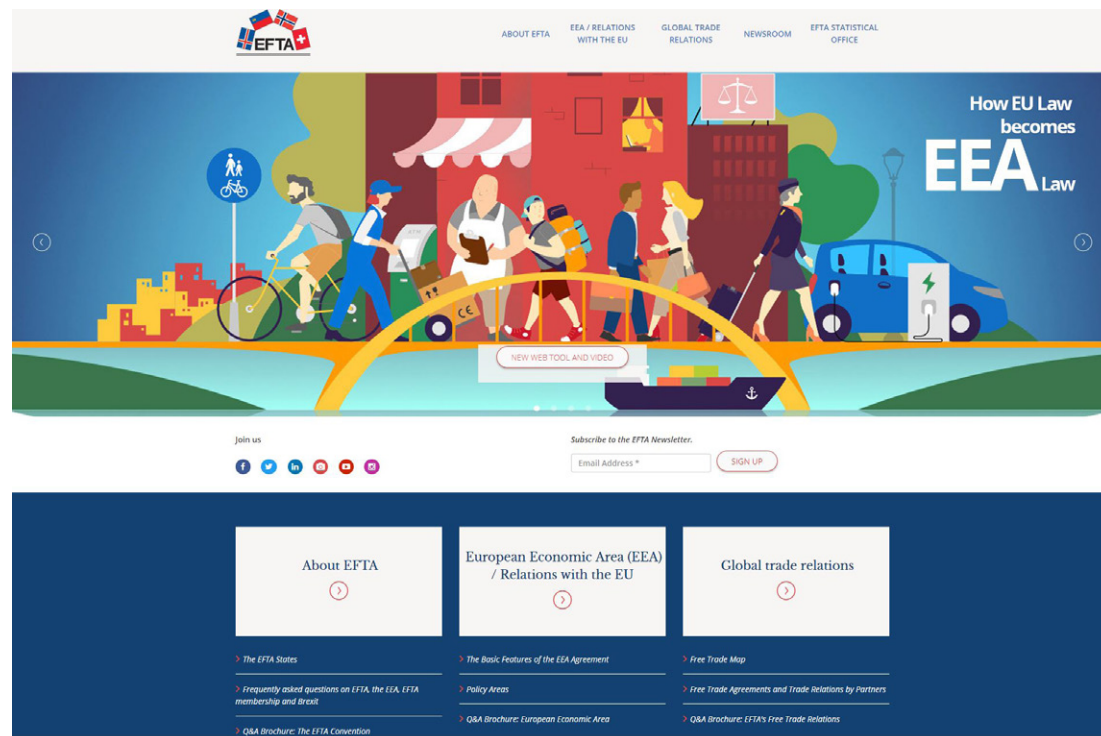 EFTA
ABOUT EFTA
EEA / RELATIONS
WITH THE EU
GLOBAL TRADE
RELATIONS
NEWSROOM
EFTA STATISTICAL
OFFICE
How EU Law
becomes
EEA Law
ATM
CE
NEW WEB TOOL AND VIDEO
Join us
Subscribe to the EFTA Newsletter.
Email Address *
SIGN UP
About EFTA
European Economic Area (EEA)
/ Relations with the EU
Global trade relations
The EFTA States
Frequently asked questions on EFTA, the EEA, EFTA
membership and Brexit
Q&A Brochure: The EFTA Convention
The Basic Features of the EEA Agreement
Policy Areas
Q&A Brochure: European Economic Area
Free Trade Map
Free Trade Agreements and Trade Relations by Partners
Q&A Brochure: EFTA's Free Trade Relations